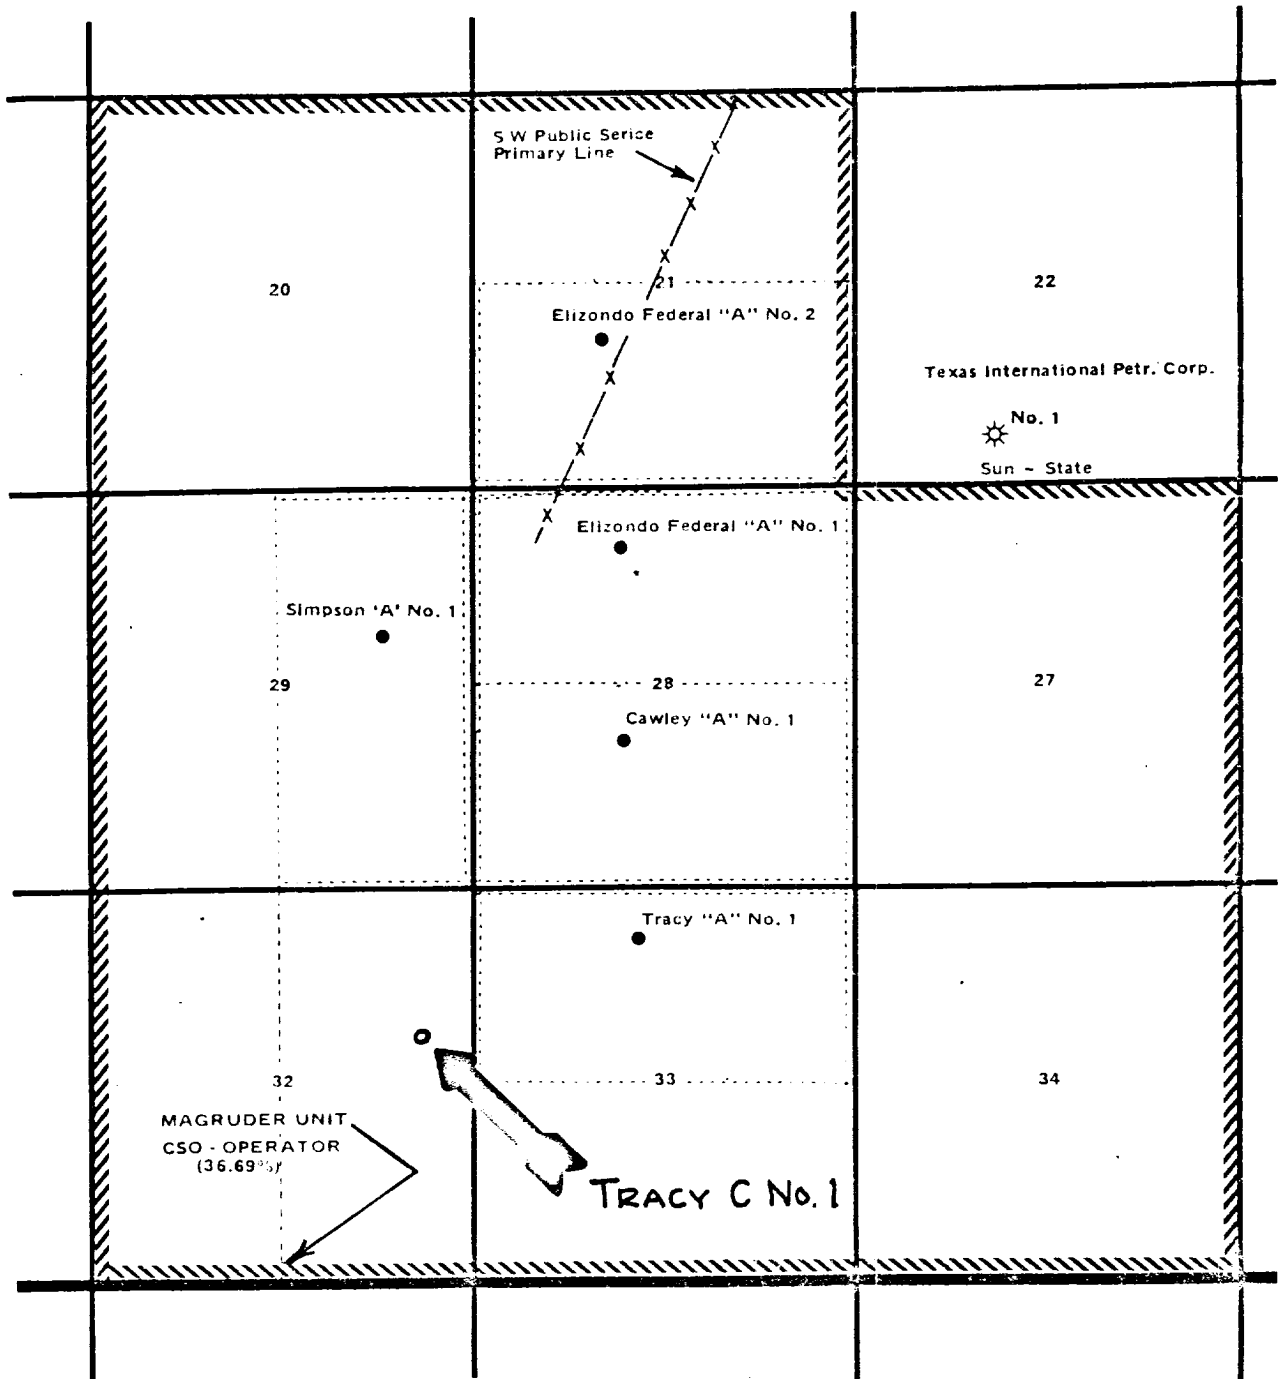 S W Public Serice
Primary Line
20
21
22
Elizondo Federal "A" No. 2
Texas International Petr. Corp.
No. 1
Sun ~ State
Elizondo Federal "A" No. 1
Simpson 'A' No. 1
29
28
27
Cawley "A" No. 1
Tracy "A" No. 1
32
33
34
MAGRUDER UNIT
CSO - OPERATOR
(36.69%)
TRACY C No. 1